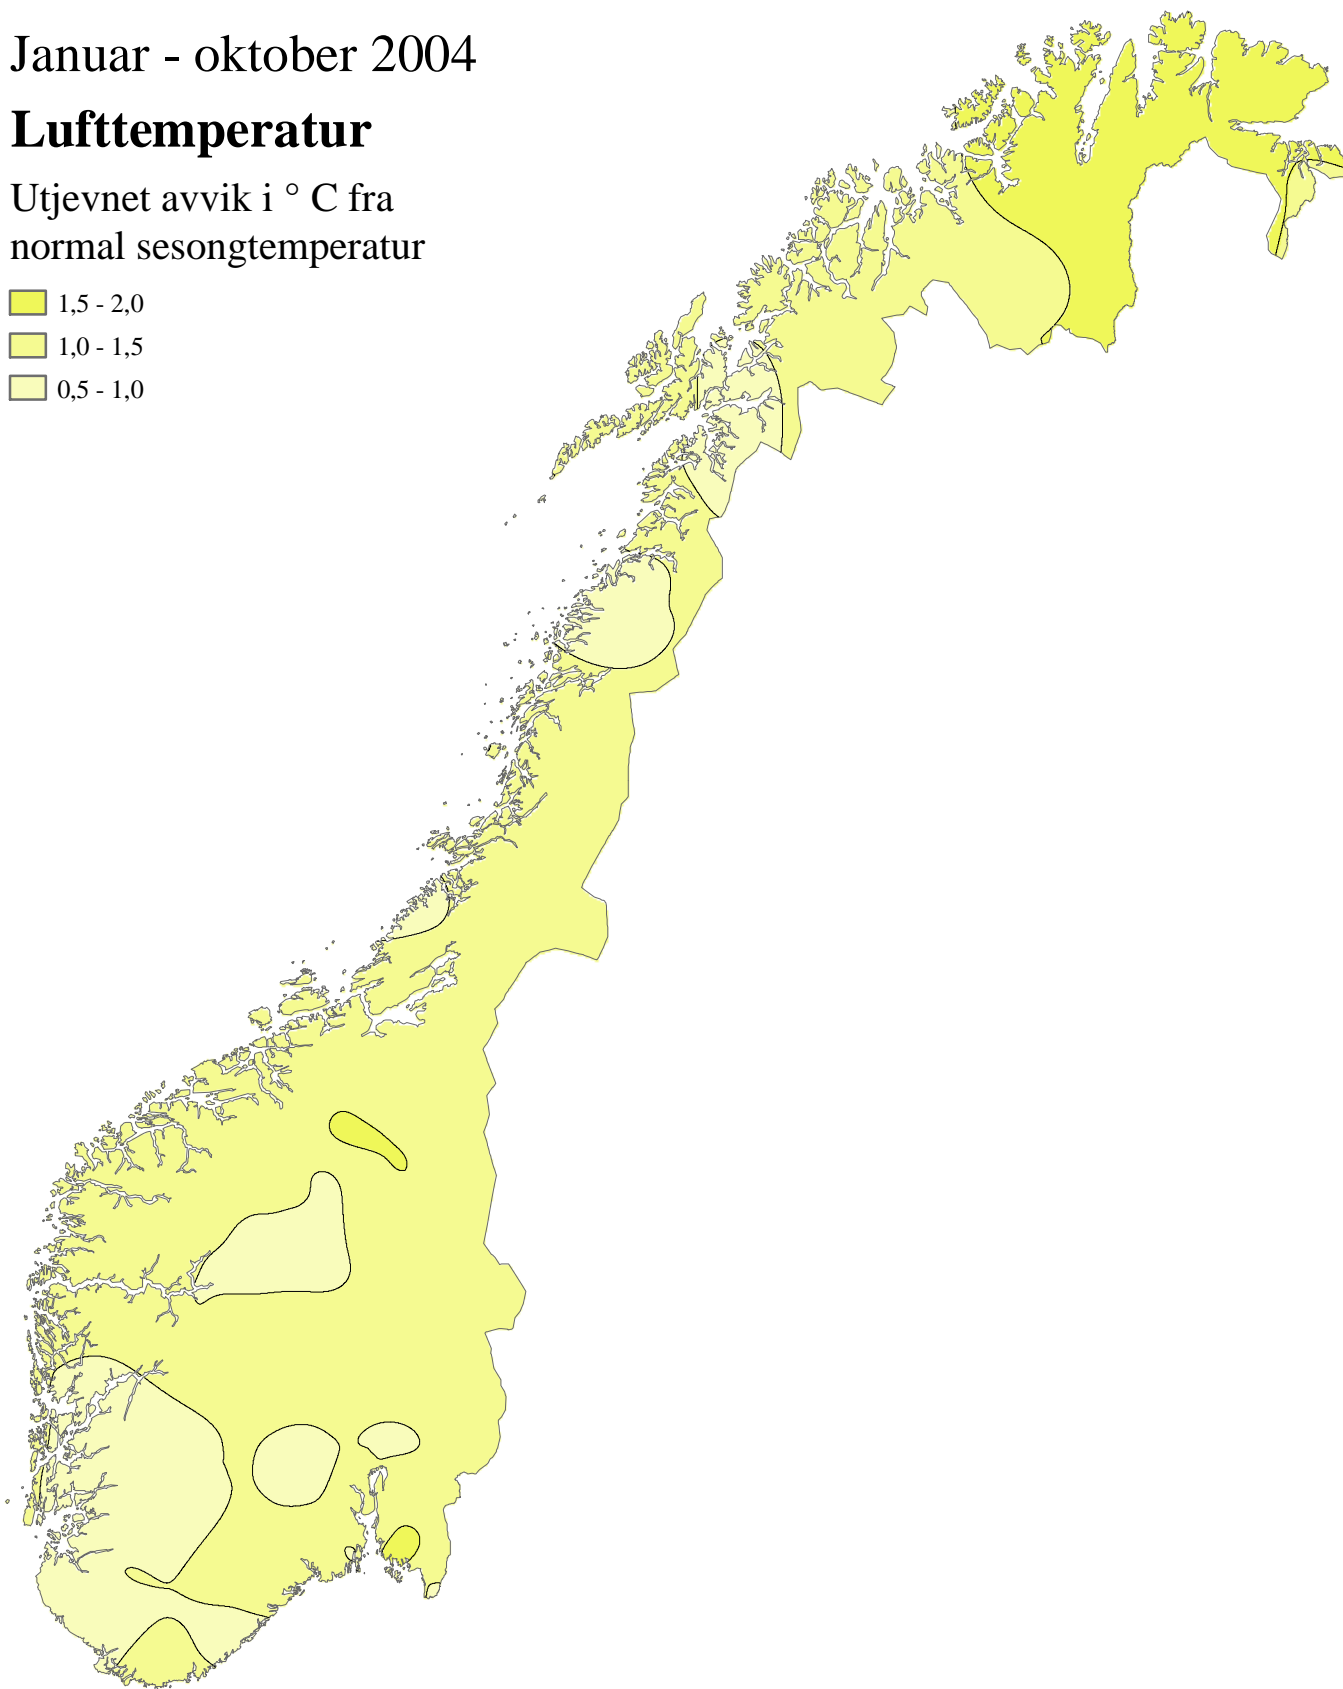 Januar - oktober 2004
Lufttemperatur
Utjevnet avvik i ° C fra
normal sesongtemperatur
1,5 - 2,0
1,0 - 1,5
0,5 - 1,0